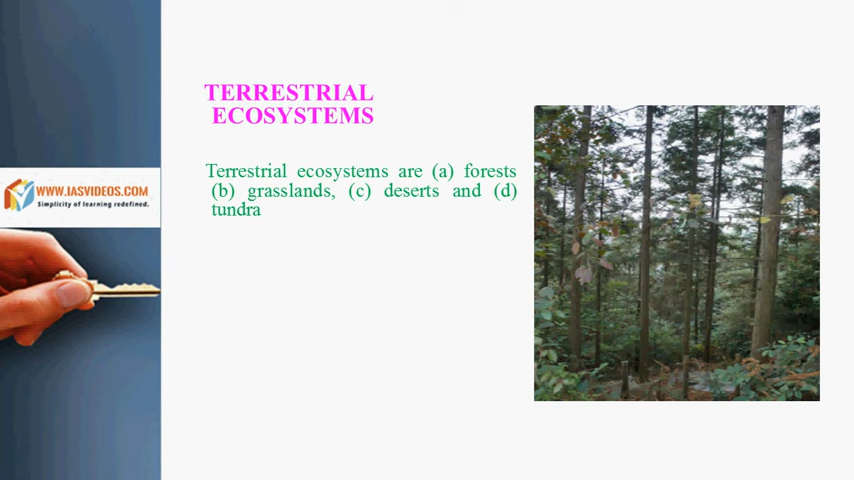 TERRESTRIAL
ECOSYSTEMS
Terrestrial ecosystems are (a) forests
(b) grasslands, (c) deserts and (d)
tundra
WWW.IASVIDEOS.COM
Simplicity of learning redefined.